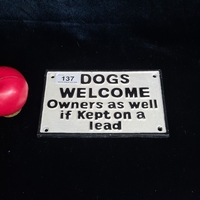 137
DOGS
WELCOME
Owners as well
if Kept on a
lead